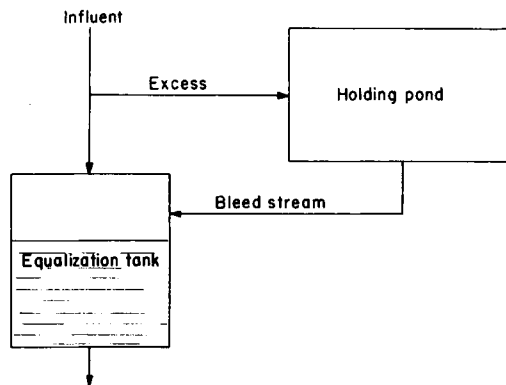 Influent
Excess
Holding pond
Bleed stream
Equalization tank